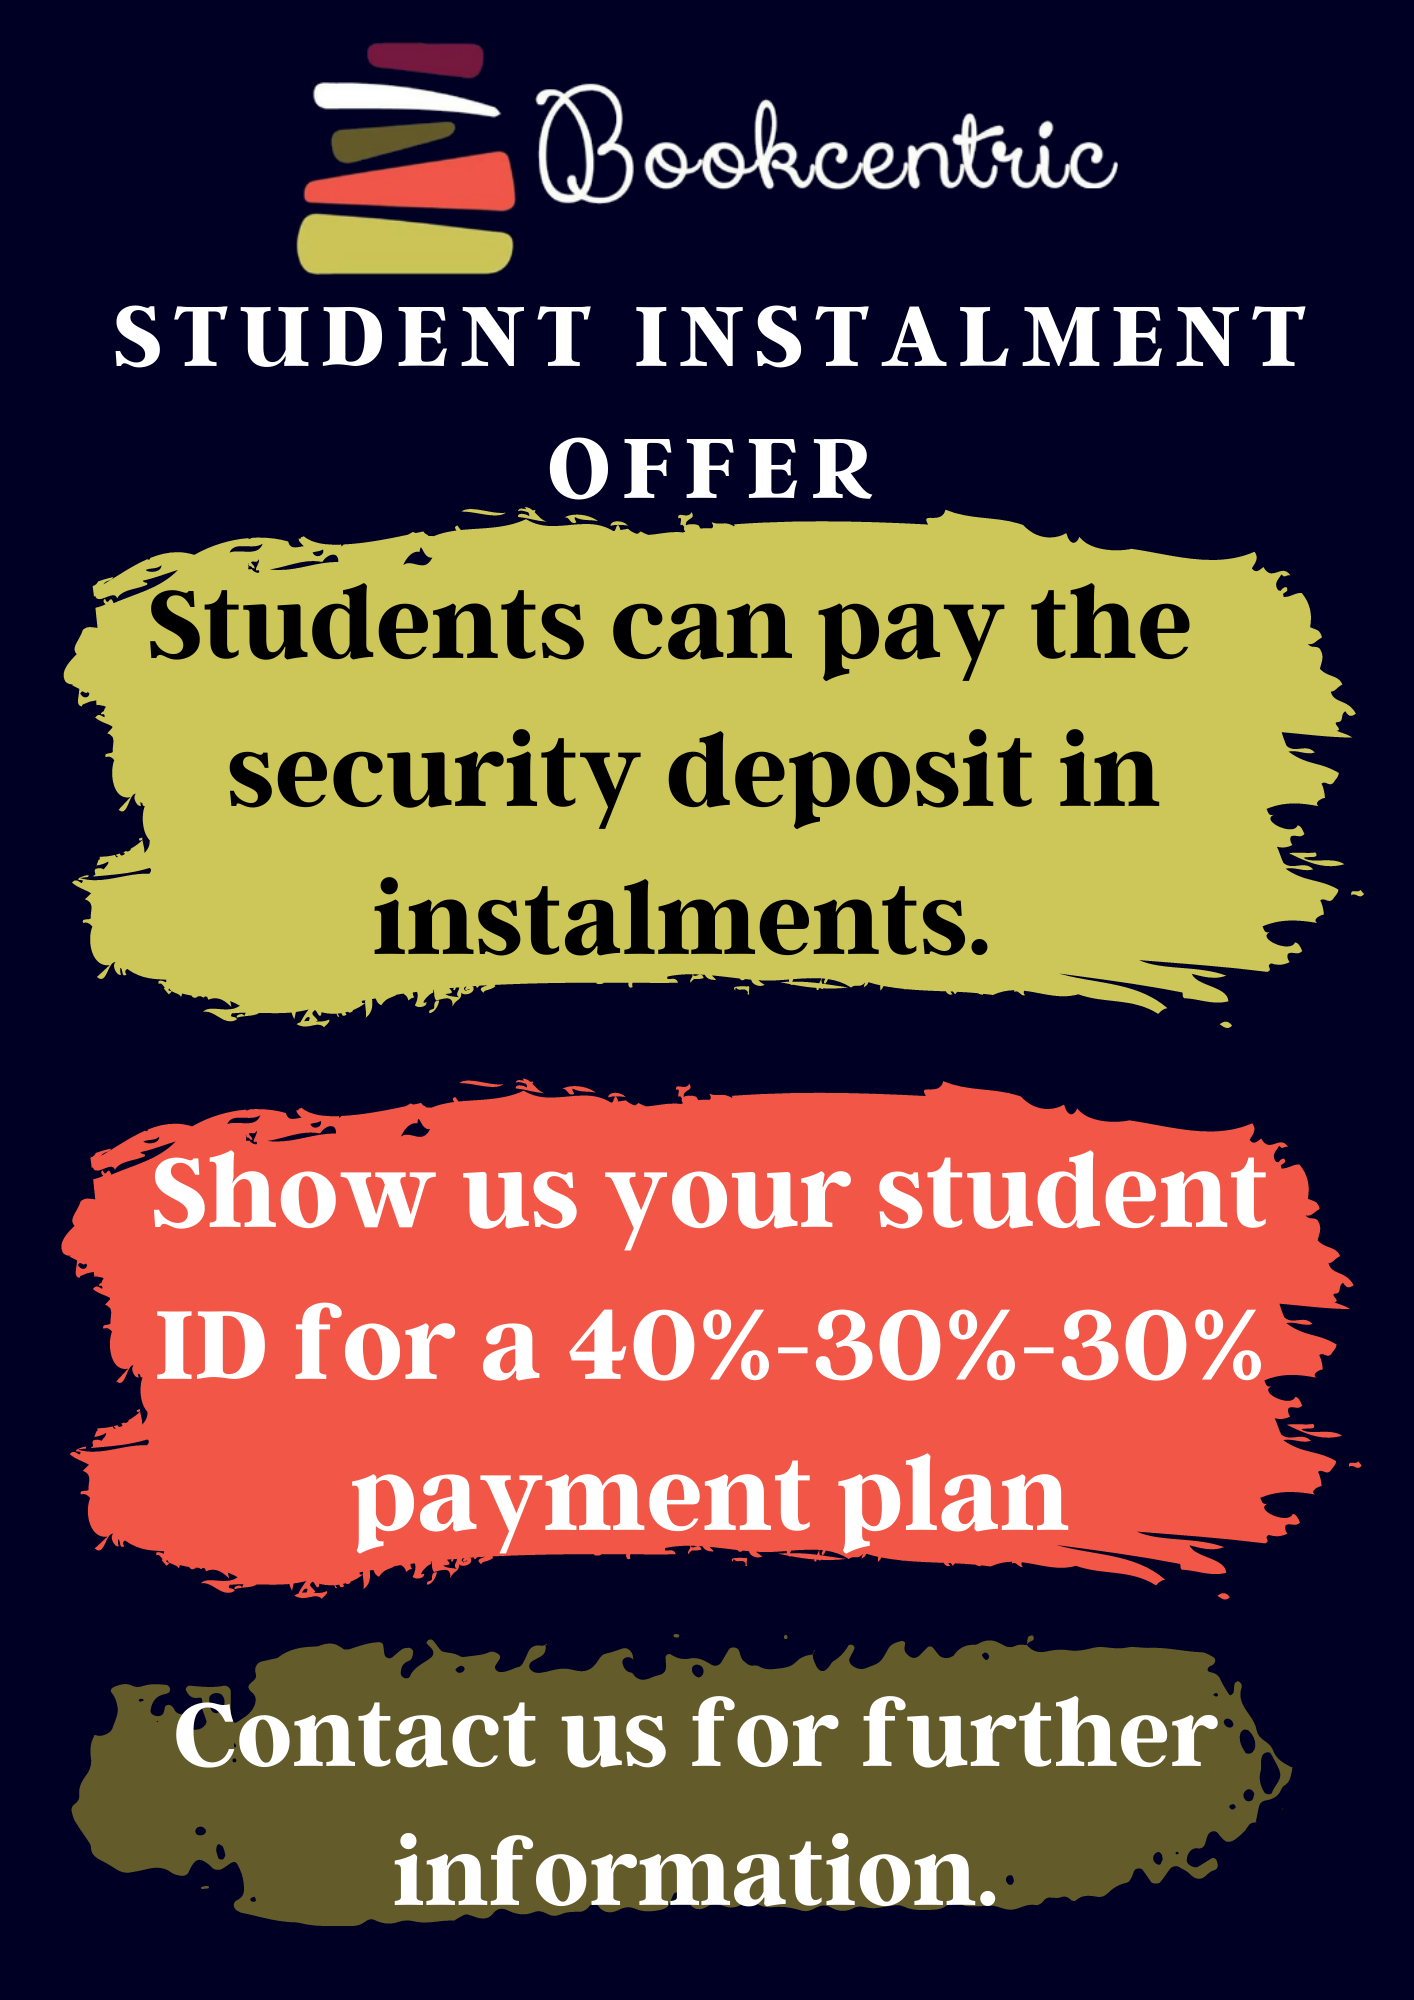 Bookcentric
STUDENT INSTALMENT
OFFER
Students can pay the
security deposit in
instalments.
Show us your student
ID for a 40%-30%-30%
payment plan
Contact us for further
information.